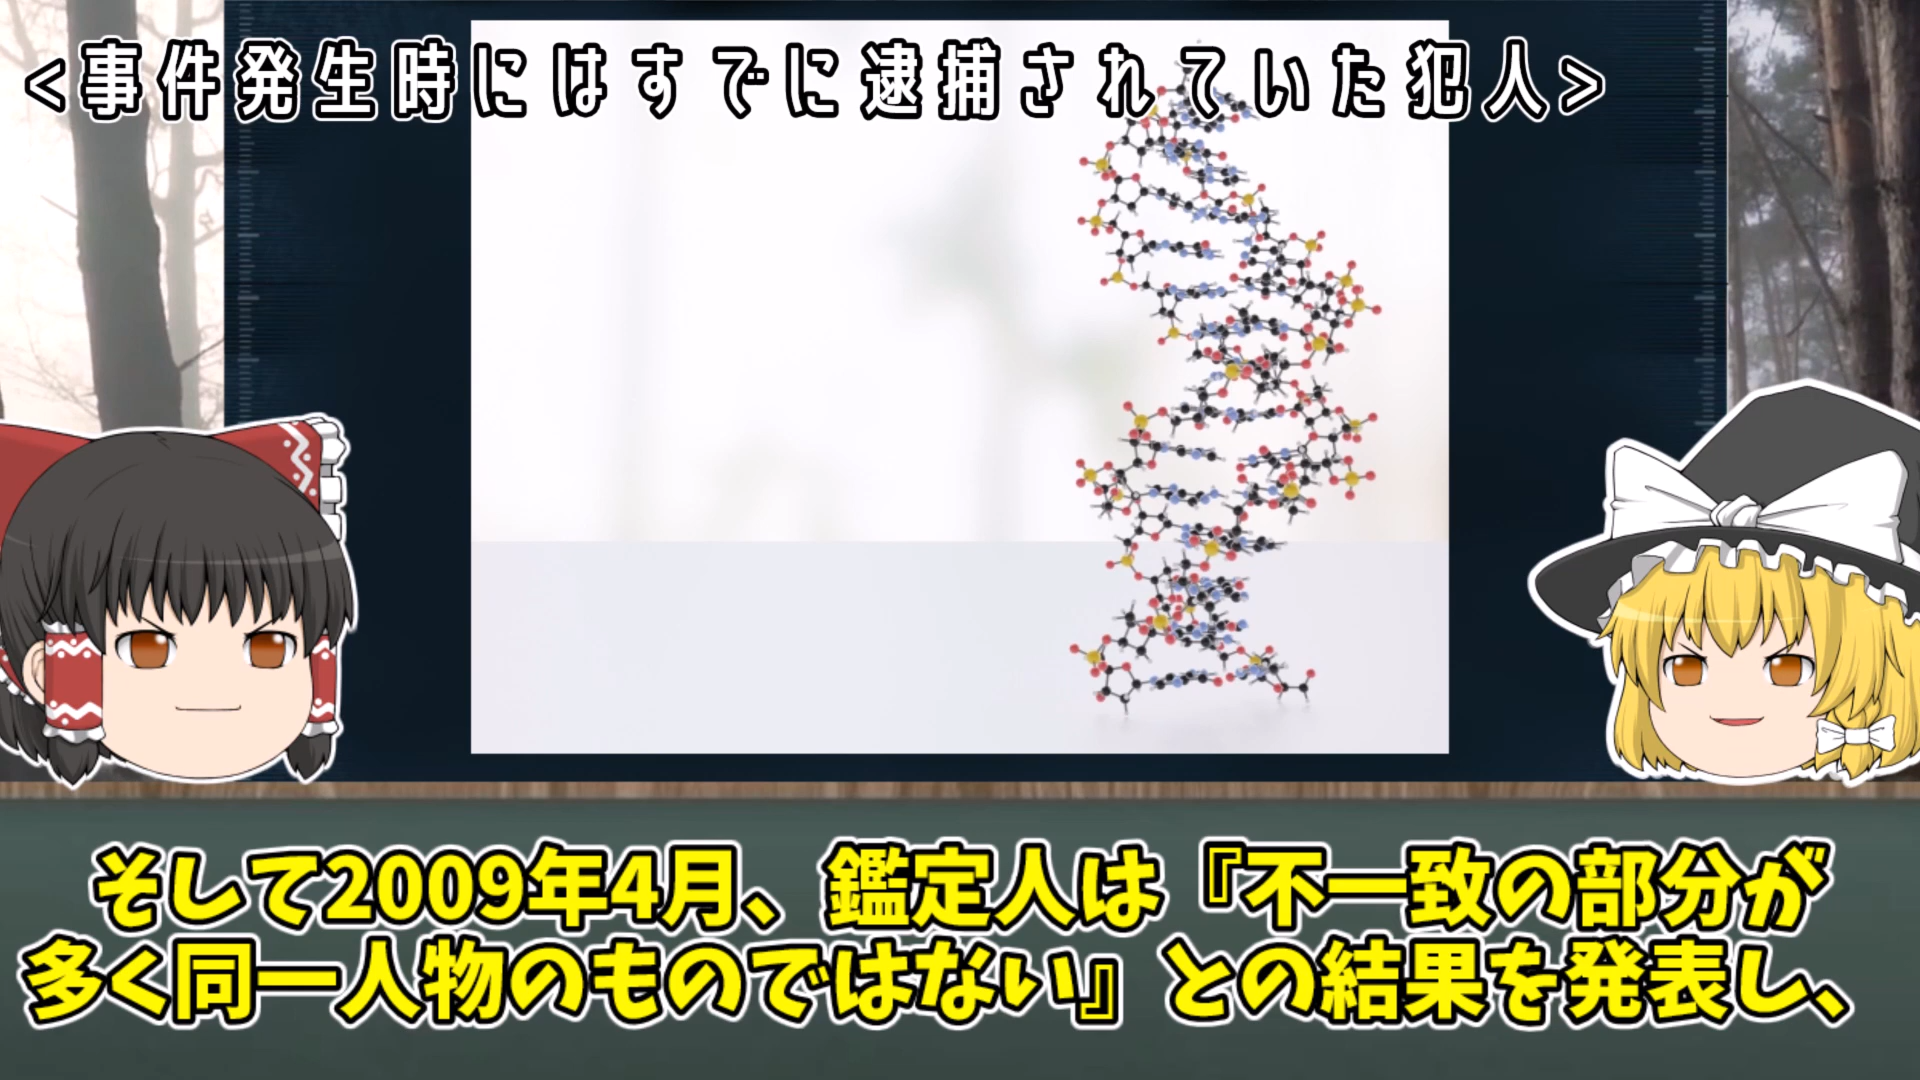 <事件発生時にはすでに逮捕されていた犯人>
そして2009年4月、鑑定人は『不一致の部分が
多く同一人物のものではない』との結果を発表し、